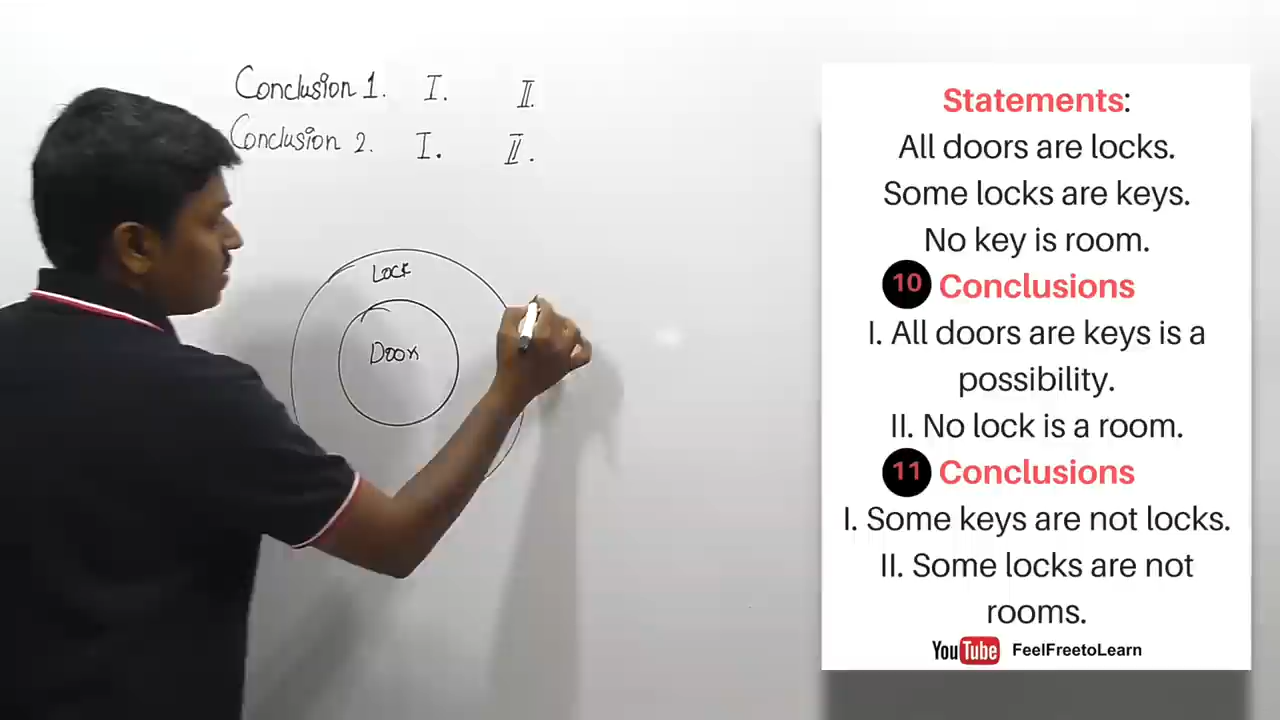 Conclusion 1. I. II.
Conclusion 2. I. II.
Lock
Door
Statements:
All doors are locks.
Some locks are keys.
No key is room.
10 Conclusions
I. All doors are keys is a
possibility.
II. No lock is a room.
11 Conclusions
I. Some keys are not locks.
II. Some locks are not
rooms.
YouTube FeelFreetoLearn